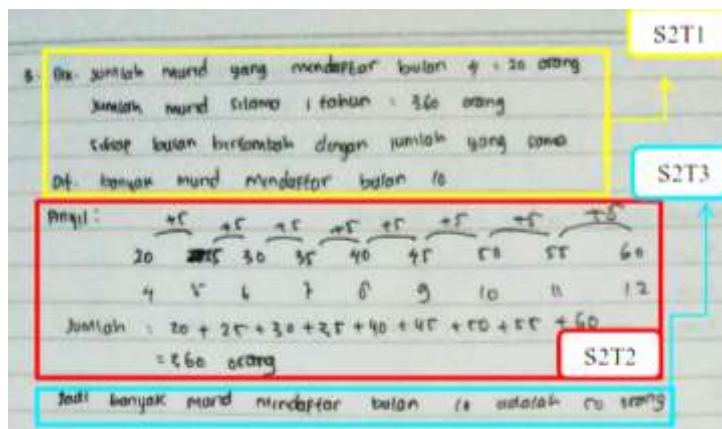 S2T1
3. Dik. Jumlah murid yang mendaftar bulan 4 = 20 orang
Jumlah murid selama 1 tahun = 360 orang
setiap bulan bertambah dengan jumlah yang sama
Dit. banyak murid mendaftar bulan 10
S2T3
+5 +5 +5 +5 +5 +5 +5 +5
20 25 30 35 40 45 50 55 60
4 5 6 7 8 9 10 11 12
Jumlah : 20 + 25 + 30 + 35 + 40 + 45 + 50 + 55 + 60
= 360 orang
S2T2
Jadi banyak murid mendaftar bulan 10 adalah 50 orang